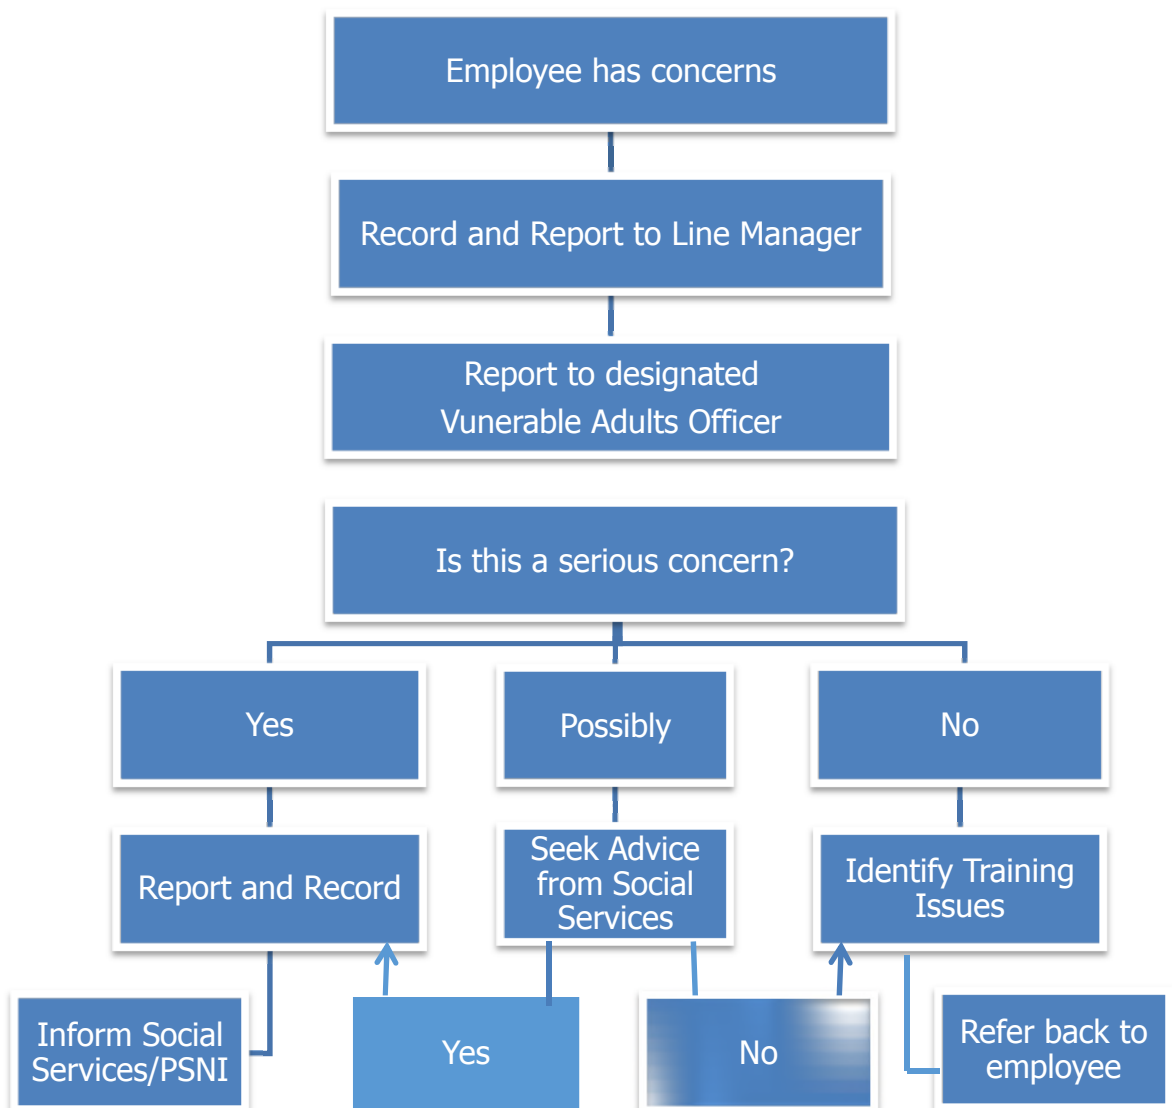 Employee has concerns
Record and Report to Line Manager
Report to designated
Vunerable Adults Officer
Is this a serious concern?
Yes
Possibly
No
Report and Record
Seek Advice
from Social
Services
Identify Training
Issues
Inform Social
Services/PSNI
Yes
No
Refer back to
employee